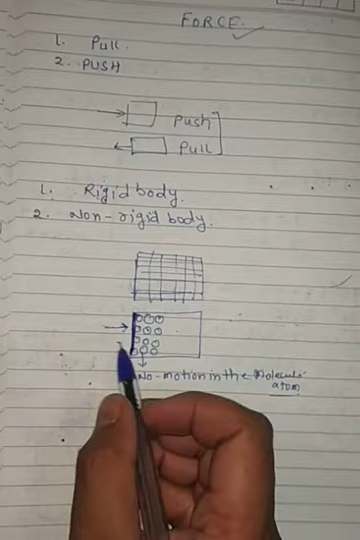 FORCE
1. Pull.
2. PUSH
Push
Pull
1. Rigid body.
2. Non-rigid body.
No-motion in the Molecule
atom